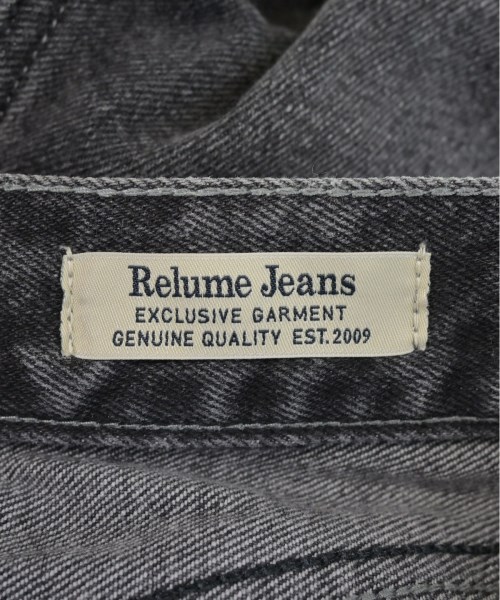 Relume Jeans
EXCLUSIVE GARMENT
GENUINE QUALITY EST.2009